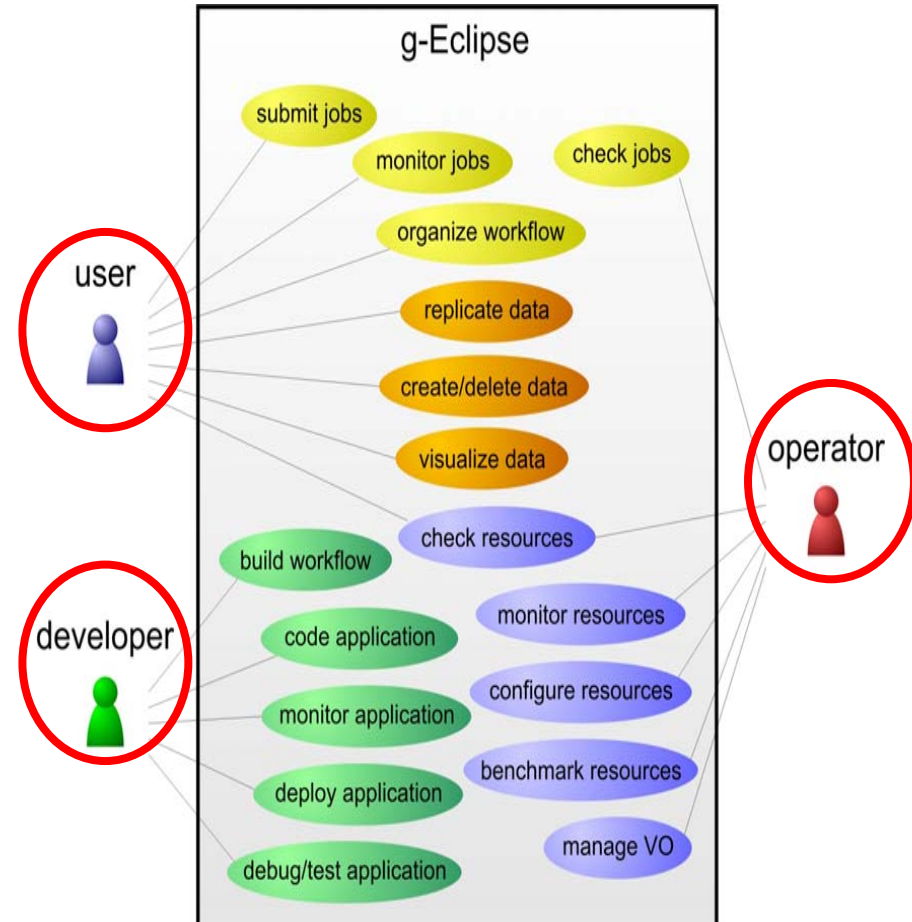 g-Eclipse
submit jobs
monitor jobs
check jobs
organize workflow
user
replicate data
create/delete data
visualize data
operator
check resources
build workflow
monitor resources
developer
code application
configure resources
monitor application
benchmark resources
deploy application
manage VO
debug/test application